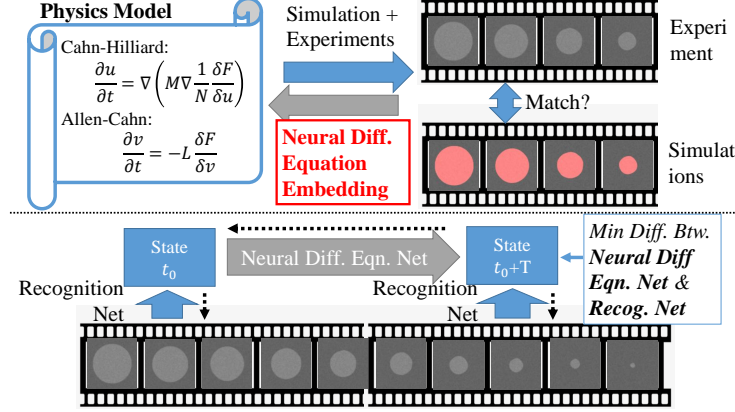 Physics Model
Cahn-Hilliard:
∂u/∂t = ∇(M∇ 1/N δF/δu)
Allen-Cahn:
∂v/∂t = −L δF/δv
Simulation +
Experiments
Neural Diff.
Equation
Embedding
Experi
ment
Match?
Simulat
ions
State
t₀
Neural Diff. Eqn. Net
State
t₀+T
Min Diff. Btw.
Neural Diff
Eqn. Net &
Recog. Net
Recognition
Net
Recognition
Net